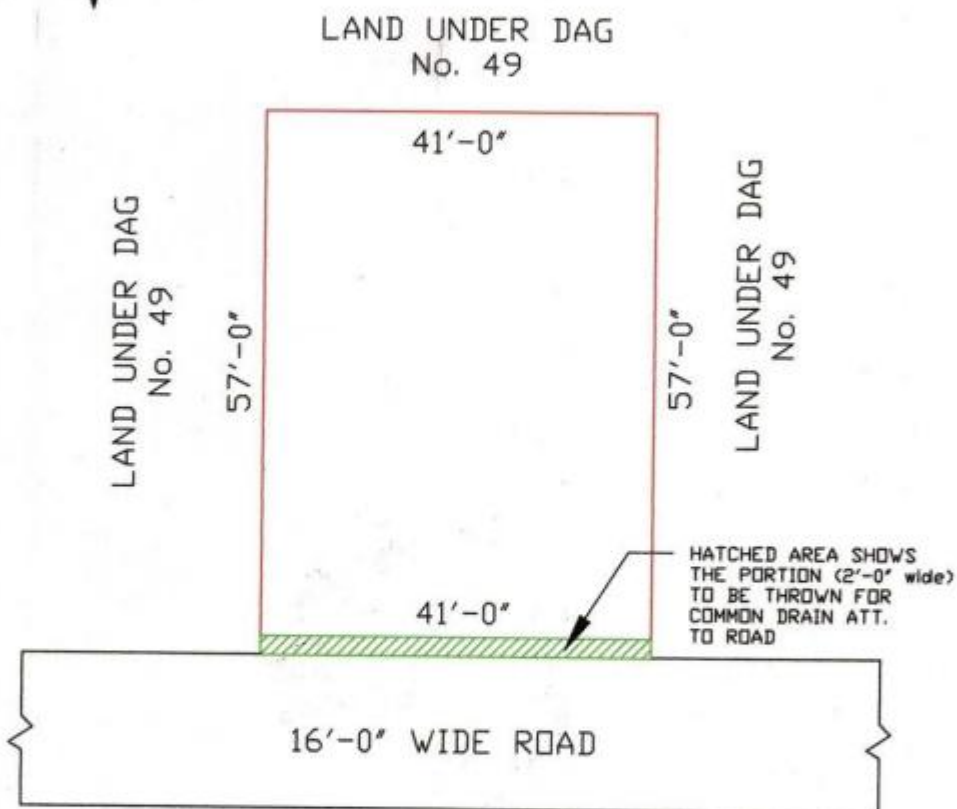 LAND UNDER DAG
No. 49
41'-0"
LAND UNDER DAG
No. 49
57'-0"
57'-0"
LAND UNDER DAG
No. 49
HATCHED AREA SHOWS
THE PORTION (2'-0" wide)
TO BE THROWN FOR
COMMON DRAIN ATT.
TO ROAD
41'-0"
16'-0" WIDE ROAD